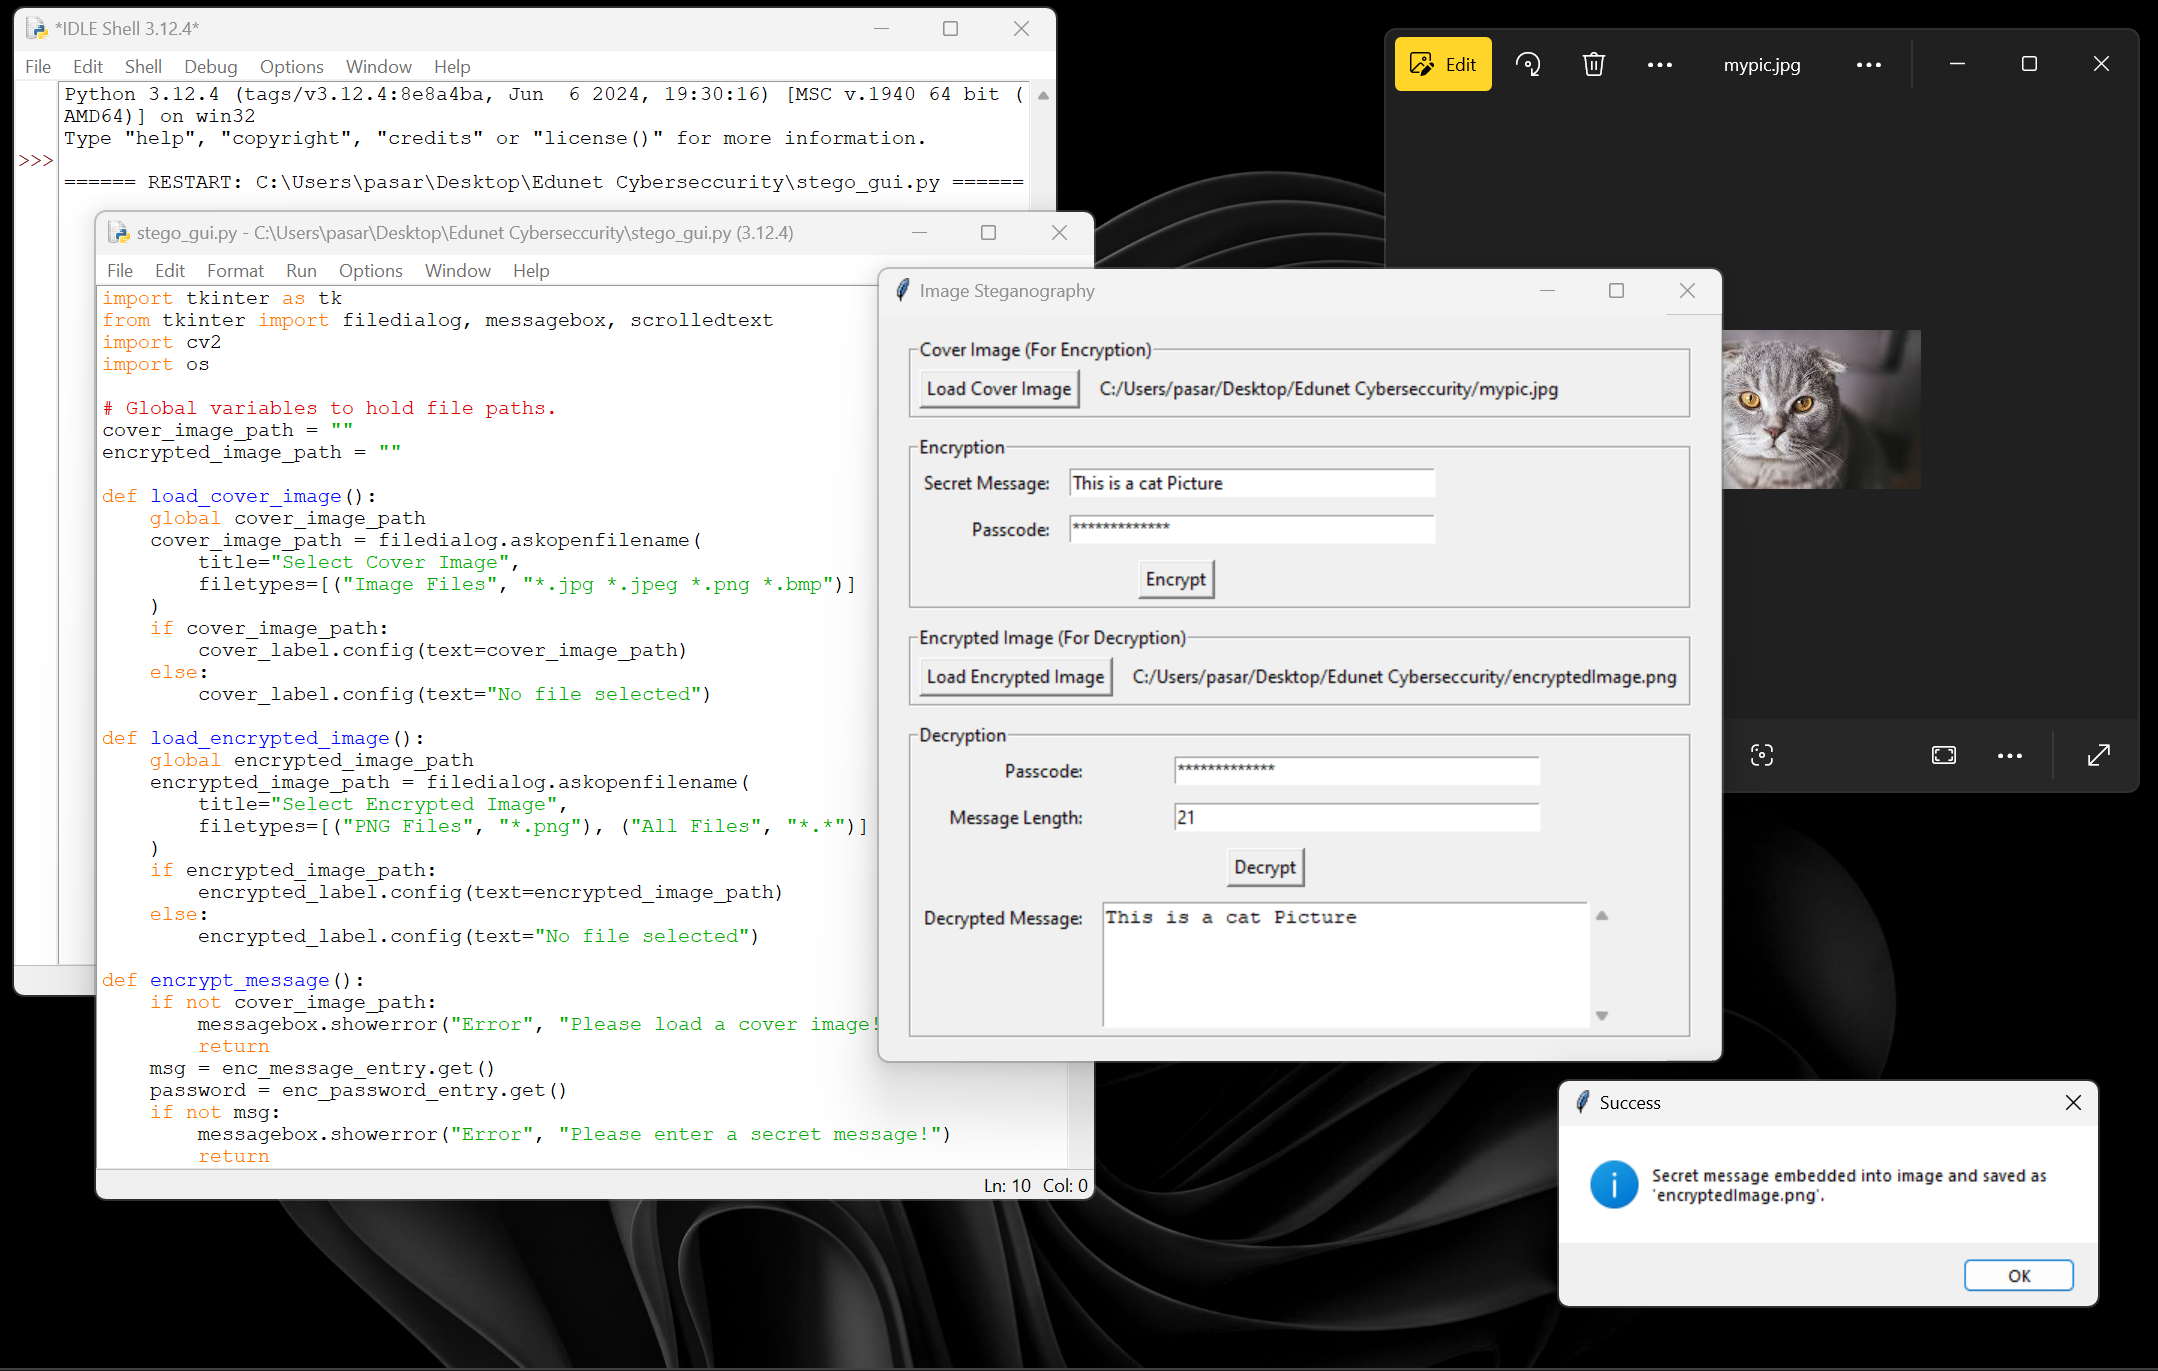 *IDLE Shell 3.12.4*
File Edit Shell Debug Options Window Help
Python 3.12.4 (tags/v3.12.4:8e8a4ba, Jun  6 2024, 19:30:16) [MSC v.1940 64 bit (
AMD64)] on win32
Type "help", "copyright", "credits" or "license()" for more information.
>>>
====== RESTART: C:\Users\pasar\Desktop\Edunet Cyberseccurity\stego_gui.py ======
stego_gui.py - C:\Users\pasar\Desktop\Edunet Cyberseccurity\stego_gui.py (3.12.4)
File Edit Format Run Options Window Help
import tkinter as tk
from tkinter import filedialog, messagebox, scrolledtext
import cv2
import os
# Global variables to hold file paths.
cover_image_path = ""
encrypted_image_path = ""
def load_cover_image():
    global cover_image_path
    cover_image_path = filedialog.askopenfilename(
        title="Select Cover Image",
        filetypes=[("Image Files", "*.jpg *.jpeg *.png *.bmp")]
    )
    if cover_image_path:
        cover_label.config(text=cover_image_path)
    else:
        cover_label.config(text="No file selected")
def load_encrypted_image():
    global encrypted_image_path
    encrypted_image_path = filedialog.askopenfilename(
        title="Select Encrypted Image",
        filetypes=[("PNG Files", "*.png"), ("All Files", "*.*")]
    )
    if encrypted_image_path:
        encrypted_label.config(text=encrypted_image_path)
    else:
        encrypted_label.config(text="No file selected")
def encrypt_message():
    if not cover_image_path:
        messagebox.showerror("Error", "Please load a cover image!
        return
    msg = enc_message_entry.get()
    password = enc_password_entry.get()
    if not msg:
        messagebox.showerror("Error", "Please enter a secret message!")
        return
Ln: 10 Col: 0
Edit mypic.jpg
Image Steganography
Cover Image (For Encryption)
Load Cover Image C:/Users/pasar/Desktop/Edunet Cyberseccurity/mypic.jpg
Encryption
Secret Message: This is a cat Picture
Passcode: *************
Encrypt
Encrypted Image (For Decryption)
Load Encrypted Image C:/Users/pasar/Desktop/Edunet Cyberseccurity/encryptedImage.png
Decryption
Passcode: *************
Message Length: 21
Decrypt
Decrypted Message: This is a cat Picture
Success
Secret message embedded into image and saved as
'encryptedImage.png'.
OK